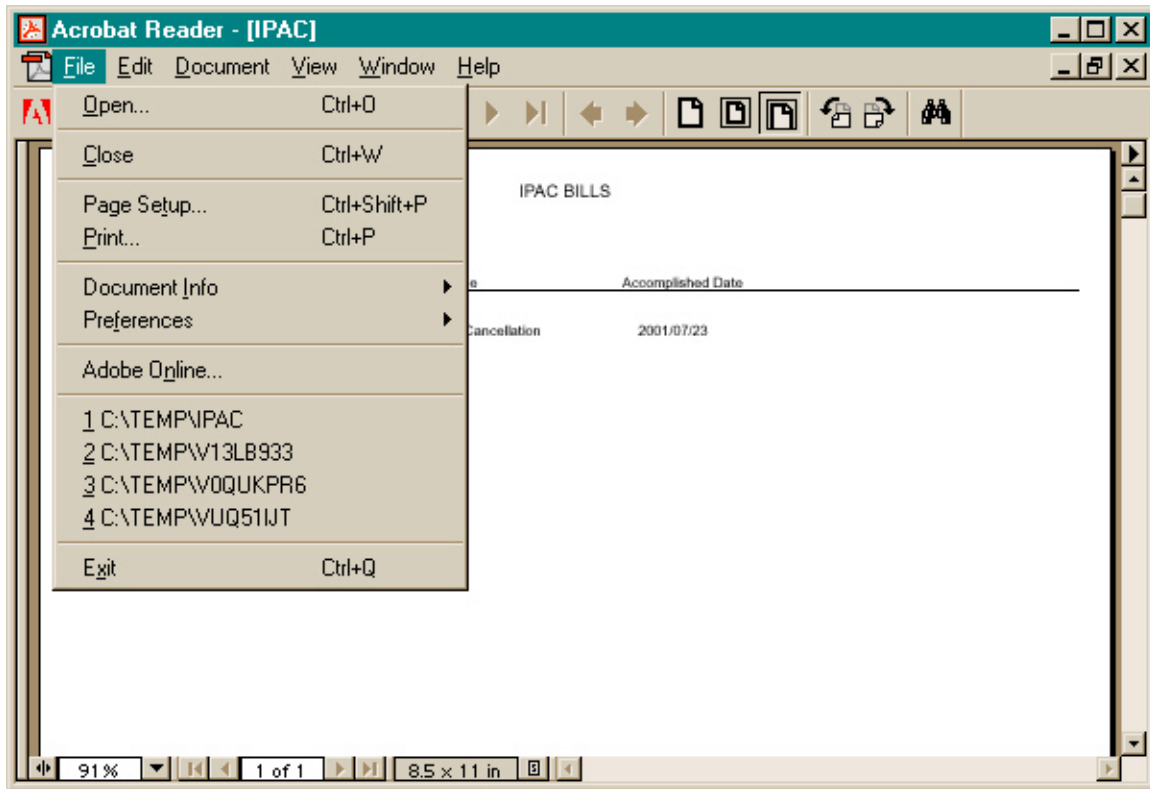 Acrobat Reader - [IPAC]
File Edit Document View Window Help
Open... Ctrl+O
Close Ctrl+W
Page Setup... Ctrl+Shift+P
Print... Ctrl+P
Document Info
Preferences
Adobe Online...
1 C:\TEMP\IPAC
2 C:\TEMP\V13LB933
3 C:\TEMP\V0QUKPR6
4 C:\TEMP\VUQ51IJT
Exit Ctrl+Q
IPAC BILLS
e Accomplished Date
Cancellation 2001/07/23
91% 1 of 1 8.5 x 11 in